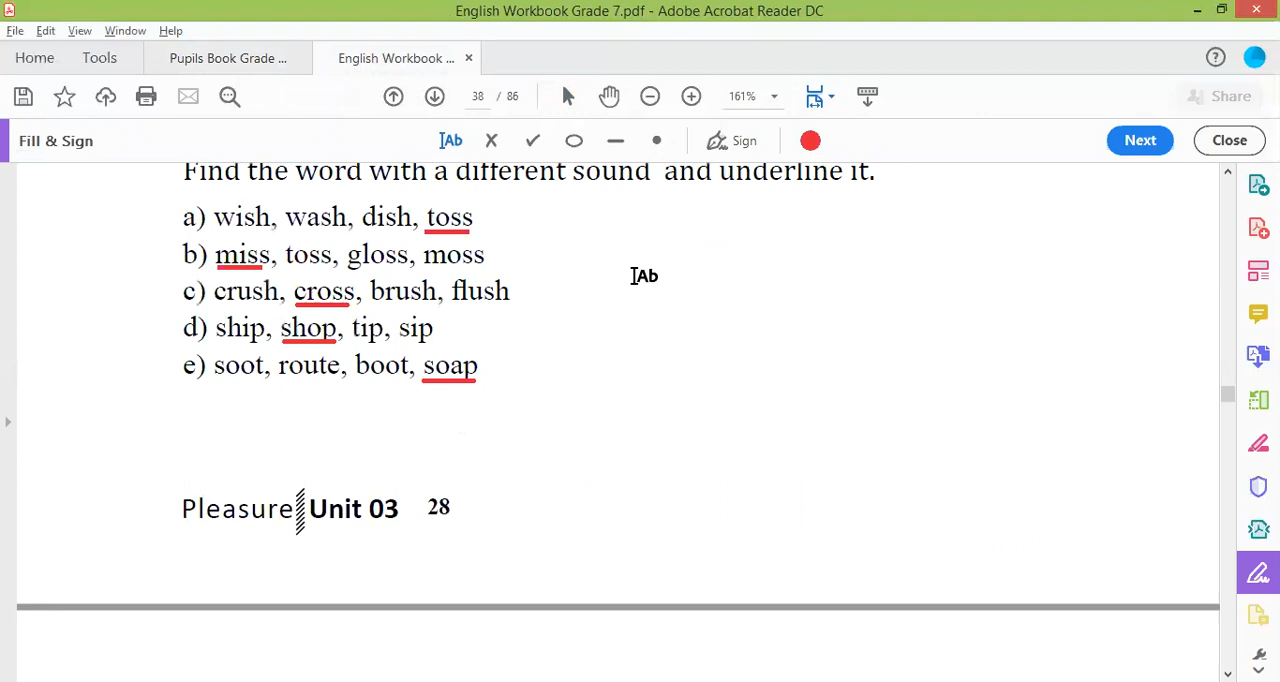 English Workbook Grade 7.pdf - Adobe Acrobat Reader DC
File Edit View Window Help
Home Tools Pupils Book Grade ... English Workbook ... ×
38 / 86 161% Share
Fill & Sign Ab Sign Next Close
Find the word with a different sound and underline it.
a) wish, wash, dish, toss
b) miss, toss, gloss, moss
c) crush, cross, brush, flush
d) ship, shop, tip, sip
e) soot, route, boot, soap
Ab
Pleasure Unit 03 28